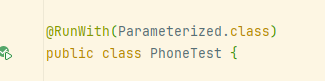 @RunWith(Parameterized.class)
public class PhoneTest {